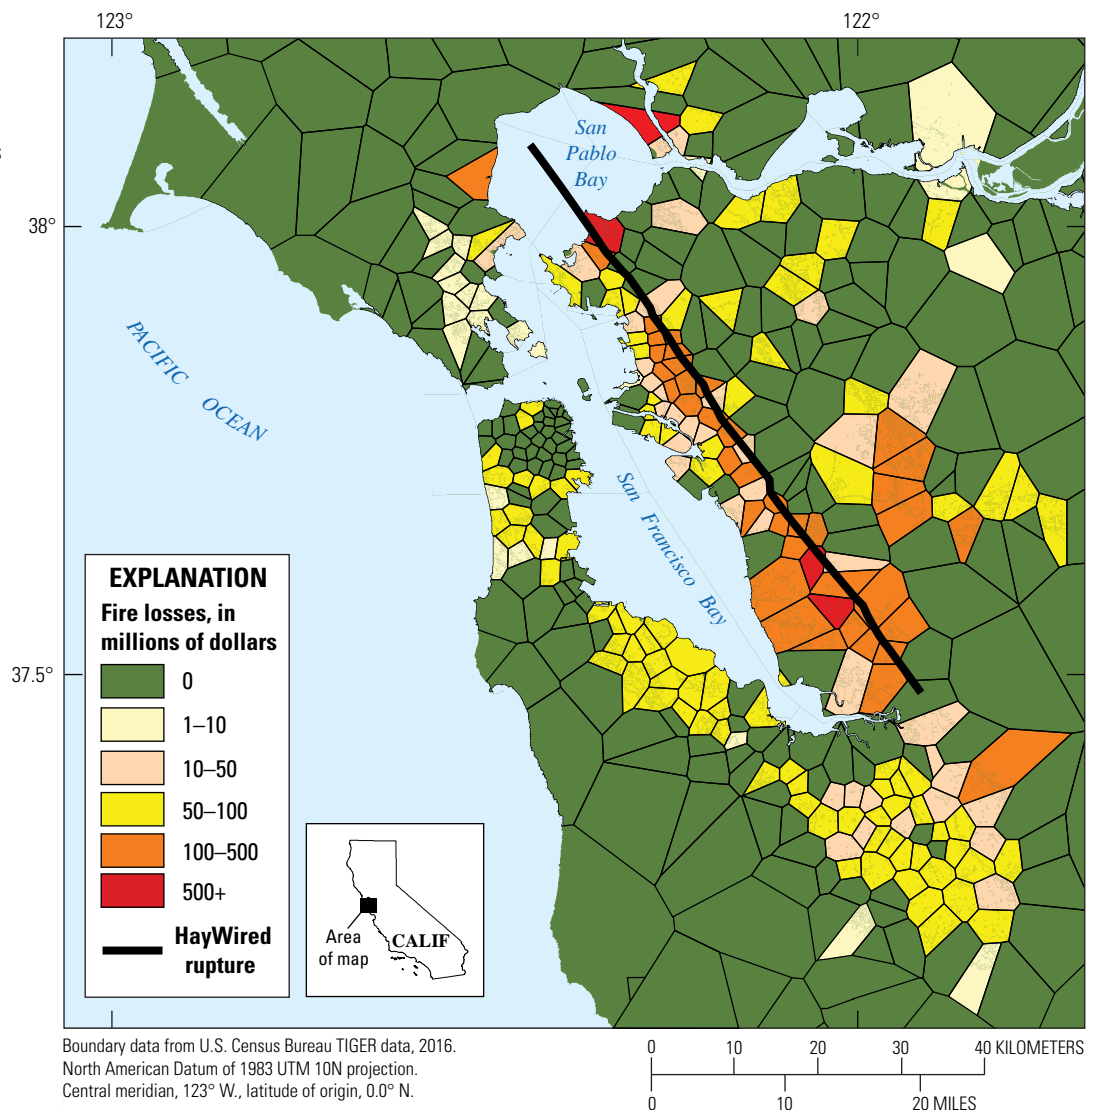 123°
122°
s
San
Pablo
Bay
38°
PACIFIC OCEAN
San Francisco Bay
EXPLANATION
Fire losses, in
millions of dollars
0
1–10
10–50
50–100
100–500
500+
HayWired
rupture
37.5°
Area
of map
CALIF
Boundary data from U.S. Census Bureau TIGER data, 2016.
North American Datum of 1983 UTM 10N projection.
Central meridian, 123° W., latitude of origin, 0.0° N.
0 10 20 30 40 KILOMETERS
0 10 20 MILES